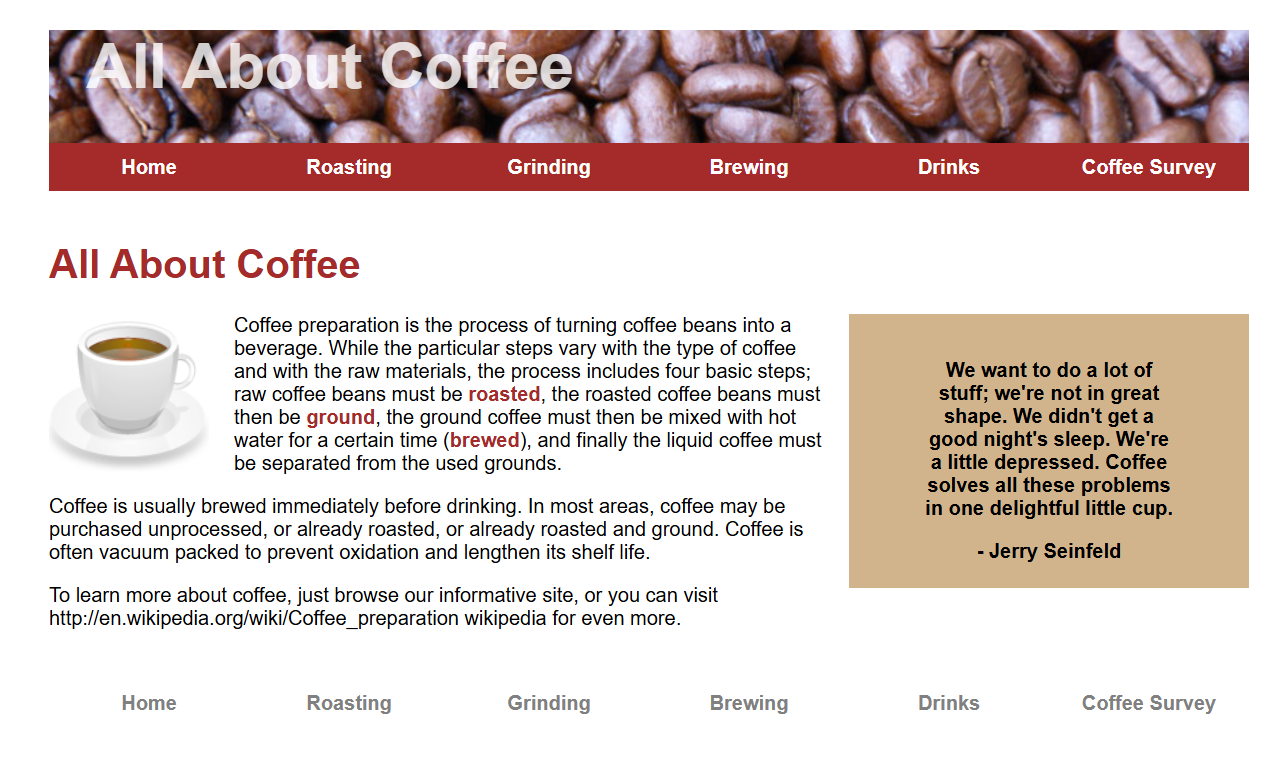 All About Coffee
Home Roasting Grinding Brewing Drinks Coffee Survey
All About Coffee
Coffee preparation is the process of turning coffee beans into a
beverage. While the particular steps vary with the type of coffee
and with the raw materials, the process includes four basic steps;
raw coffee beans must be roasted, the roasted coffee beans must
then be ground, the ground coffee must then be mixed with hot
water for a certain time (brewed), and finally the liquid coffee must
be separated from the used grounds.
Coffee is usually brewed immediately before drinking. In most areas, coffee may be
purchased unprocessed, or already roasted, or already roasted and ground. Coffee is
often vacuum packed to prevent oxidation and lengthen its shelf life.
To learn more about coffee, just browse our informative site, or you can visit
http://en.wikipedia.org/wiki/Coffee_preparation wikipedia for even more.
We want to do a lot of
stuff; we're not in great
shape. We didn't get a
good night's sleep. We're
a little depressed. Coffee
solves all these problems
in one delightful little cup.
- Jerry Seinfeld
Home Roasting Grinding Brewing Drinks Coffee Survey